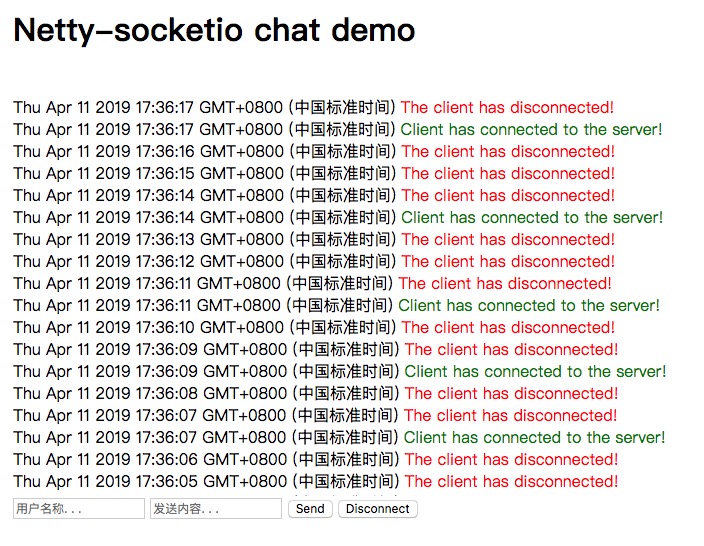 Netty-socketio chat demo
Thu Apr 11 2019 17:36:17 GMT+0800 (中国标准时间) The client has disconnected!
Thu Apr 11 2019 17:36:17 GMT+0800 (中国标准时间) Client has connected to the server!
Thu Apr 11 2019 17:36:16 GMT+0800 (中国标准时间) The client has disconnected!
Thu Apr 11 2019 17:36:15 GMT+0800 (中国标准时间) The client has disconnected!
Thu Apr 11 2019 17:36:14 GMT+0800 (中国标准时间) The client has disconnected!
Thu Apr 11 2019 17:36:14 GMT+0800 (中国标准时间) Client has connected to the server!
Thu Apr 11 2019 17:36:13 GMT+0800 (中国标准时间) The client has disconnected!
Thu Apr 11 2019 17:36:12 GMT+0800 (中国标准时间) The client has disconnected!
Thu Apr 11 2019 17:36:11 GMT+0800 (中国标准时间) The client has disconnected!
Thu Apr 11 2019 17:36:11 GMT+0800 (中国标准时间) Client has connected to the server!
Thu Apr 11 2019 17:36:10 GMT+0800 (中国标准时间) The client has disconnected!
Thu Apr 11 2019 17:36:09 GMT+0800 (中国标准时间) The client has disconnected!
Thu Apr 11 2019 17:36:09 GMT+0800 (中国标准时间) Client has connected to the server!
Thu Apr 11 2019 17:36:08 GMT+0800 (中国标准时间) The client has disconnected!
Thu Apr 11 2019 17:36:07 GMT+0800 (中国标准时间) The client has disconnected!
Thu Apr 11 2019 17:36:07 GMT+0800 (中国标准时间) Client has connected to the server!
Thu Apr 11 2019 17:36:06 GMT+0800 (中国标准时间) The client has disconnected!
Thu Apr 11 2019 17:36:05 GMT+0800 (中国标准时间) The client has disconnected!
用户名称... 发送内容... Send Disconnect